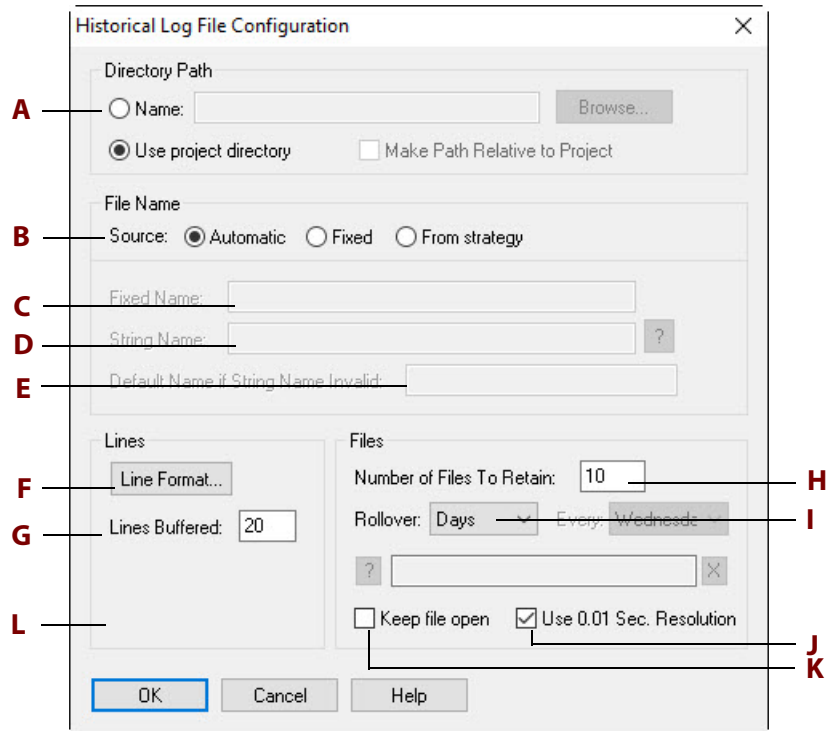 Historical Log File Configuration
Directory Path
A
Name:
Browse...
Use project directory
Make Path Relative to Project
File Name
B
Source:
Automatic
Fixed
From strategy
C
Fixed Name:
D
String Name:
?
E
Default Name if String Name Invalid:
Lines
Files
F
Line Format...
Number of Files To Retain:
10
H
G
Lines Buffered:
20
Rollover:
Days
Every:
Wednesda
I
?
X
L
Keep file open
Use 0.01 Sec. Resolution
J
K
OK
Cancel
Help